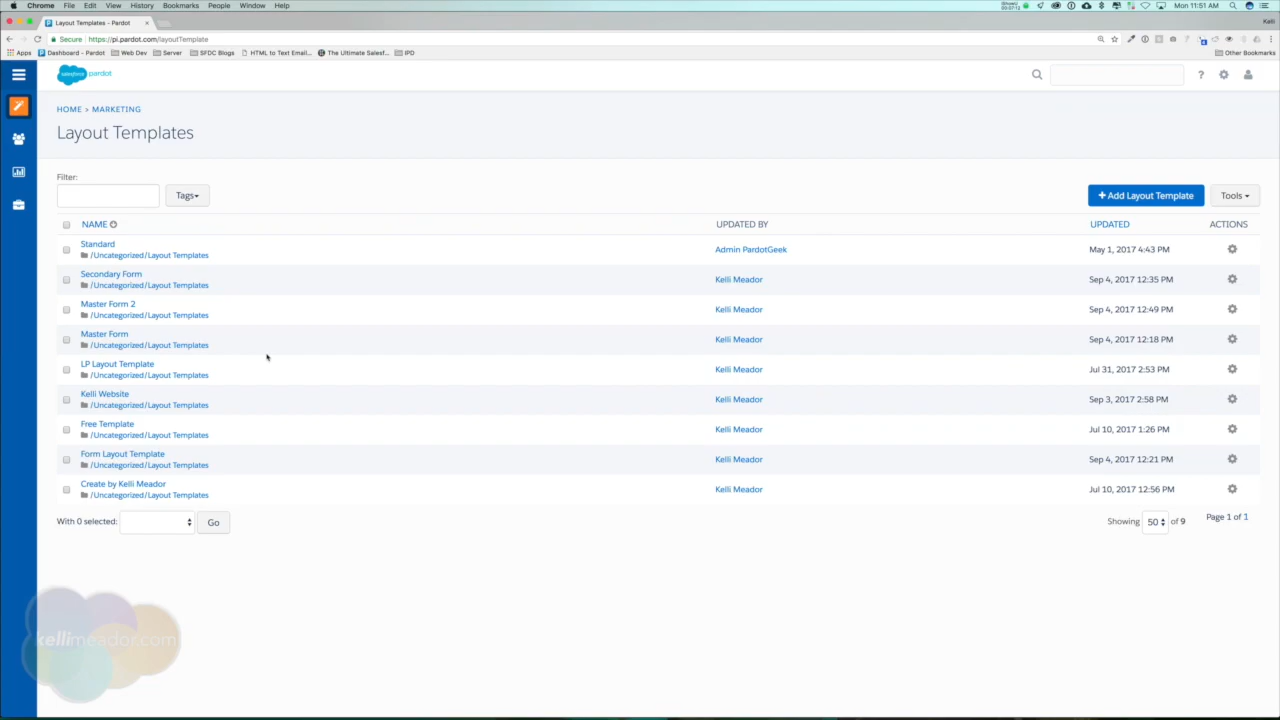 Chrome File Edit View History Bookmarks People Window Help Mon 11:51 AM
Layout Templates - Pardot Kelli
Secure https://pi.pardot.com/layoutTemplate
Apps Dashboard - Pardot Web Dev Server SFDC Blogs HTML to Text Email... The Ultimate Salesf... IPD Other Bookmarks
salesforce pardot
HOME > MARKETING
Layout Templates
Filter:
Tags
+ Add Layout Template Tools
NAME UPDATED BY UPDATED ACTIONS
Standard
/Uncategorized/Layout Templates
Admin PardotGeek May 1, 2017 4:43 PM
Secondary Form
/Uncategorized/Layout Templates
Kelli Meador Sep 4, 2017 12:35 PM
Master Form 2
/Uncategorized/Layout Templates
Kelli Meador Sep 4, 2017 12:49 PM
Master Form
/Uncategorized/Layout Templates
Kelli Meador Sep 4, 2017 12:18 PM
LP Layout Template
/Uncategorized/Layout Templates
Kelli Meador Jul 31, 2017 2:53 PM
Kelli Website
/Uncategorized/Layout Templates
Kelli Meador Sep 3, 2017 2:58 PM
Free Template
/Uncategorized/Layout Templates
Kelli Meador Jul 10, 2017 1:26 PM
Form Layout Template
/Uncategorized/Layout Templates
Kelli Meador Sep 4, 2017 12:21 PM
Create by Kelli Meador
/Uncategorized/Layout Templates
Kelli Meador Jul 10, 2017 12:56 PM
With 0 selected: Go Showing 50 of 9 Page 1 of 1
kellimeador.com